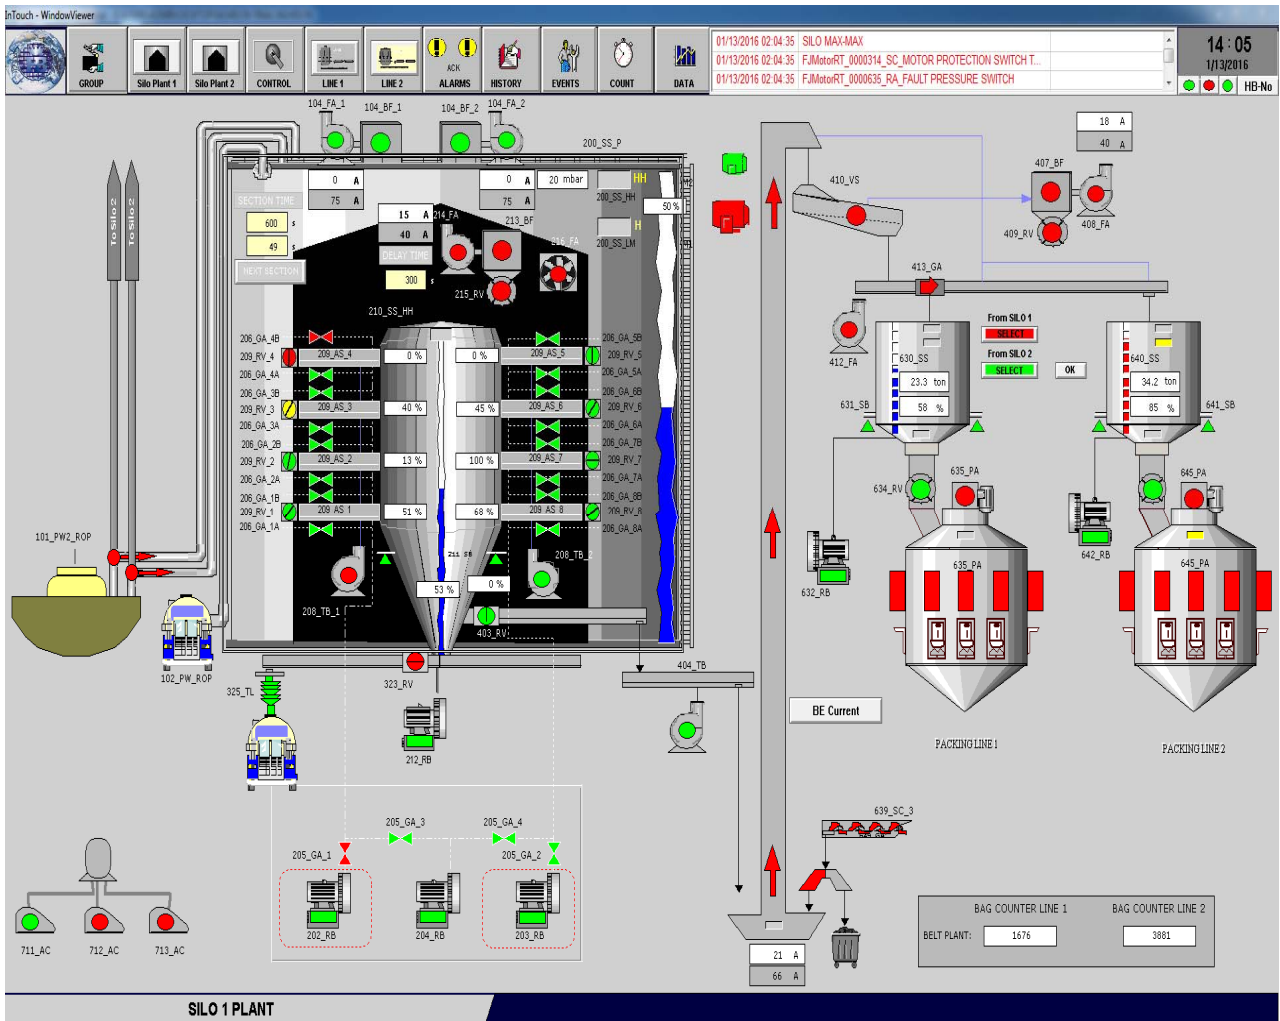 InTouch - WindowViewer
GROUP
Silo Plant 1
Silo Plant 2
CONTROL
LINE 1
LINE 2
ACK
ALARMS
HISTORY
EVENTS
COUNT
DATA
01/13/2016 02:04:35 SILO MAX-MAX
01/13/2016 02:04:35 FJMotorRT_0000314_SC_MOTOR PROTECTION SWITCH T...
01/13/2016 02:04:35 FJMotorRT_0000635_RA_FAULT PRESSURE SWITCH
14 : 05
1/13/2016
HB-No
104_FA_1
104_BF_1
104_BF_2
104_FA_2
200_SS_P
0 A
75 A
0 A
75 A
20 mbar
HH
200_SS_HH
H
200_SS_LM
50 %
SECTION TIME
600 s
49 s
NEXT SECTION
15 A
40 A
DELAY TIME
300 s
214_FA
213_BF
216_FA
215_RV
210_SS_HH
To Silo 2
To Silo 2
206_GA_4B
209_RV_4
209_AS_4
0 %
206_GA_4A
206_GA_3B
209_RV_3
209_AS_3
40 %
206_GA_3A
206_GA_2B
209_RV_2
209_AS_2
13 %
206_GA_2A
206_GA_1B
209_RV_1
209 AS 1
51 %
206_GA_1A
206_GA_5B
0 %
209_AS_5
209_RV_5
206_GA_5A
206_GA_6B
45 %
209_AS_6
209_RV_6
206_GA_6A
206_GA_7B
100 %
209_AS_7
209_RV_7
206_GA_7A
206_GA_8B
68 %
209 AS 8
209_RV_8
206_GA_8A
211 SB
208_TB_1
208_TB_2
53 %
0 %
403_RV
404_TB
323_RV
212_RB
101_PW2_ROP
102_PW_ROP
325_TL
205_GA_3
205_GA_4
205_GA_1
205_GA_2
202_RB
204_RB
203_RB
711_AC
712_AC
713_AC
410_VS
18 A
40 A
407_BF
408_FA
409_RV
413_GA
412_FA
From SILO 1
SELECT
From SILO 2
SELECT
OK
630_SS
23.3 ton
58 %
631_SB
640_SS
34.2 ton
85 %
641_SB
634_RV
635_PA
645_PA
632_RB
642_RB
635_PA
645_PA
BE Current
PACKING LINE 1
PACKING LINE 2
639_SC_3
21 A
66 A
BAG COUNTER LINE 1
BAG COUNTER LINE 2
BELT PLANT: 1676
3881
SILO 1 PLANT